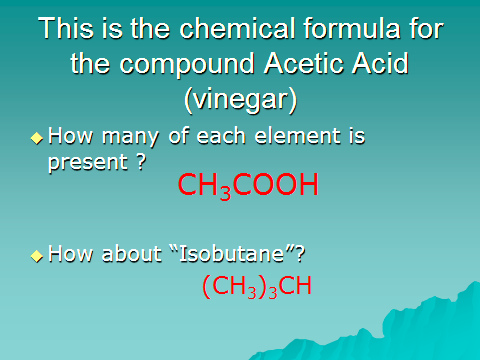 This is the chemical formula for
the compound Acetic Acid
(vinegar)
How many of each element is
present ?
CH₃COOH
How about “Isobutane”?
(CH₃)₃CH